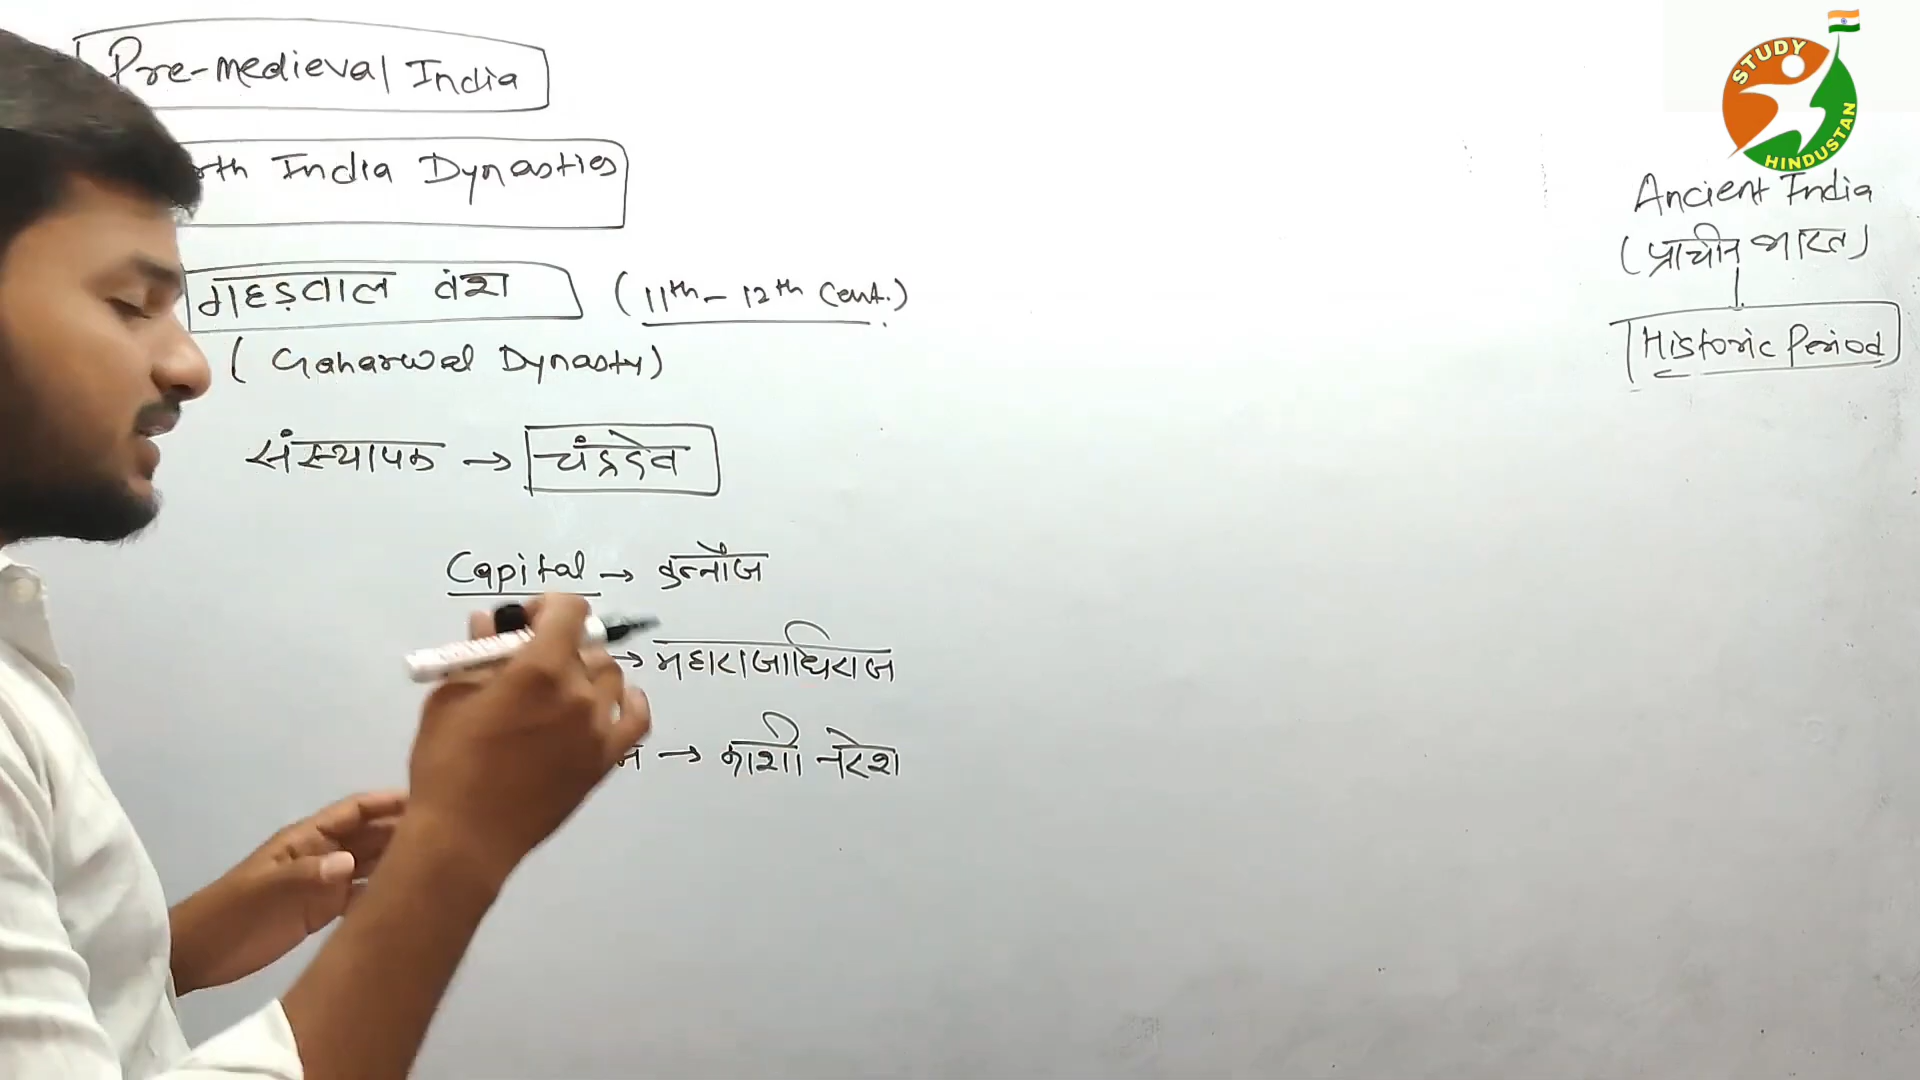 Pre-medieval India
India Dynasties
गहड़वाल वंश (11th - 12th Cent.)
(Gaharwal Dynasty)
संस्थापक → चंद्रदेव
Capital → कन्नौज
→ महाराजाधिराज
→ काशी नरेश
STUDY
HINDUSTAN
Ancient India
(प्राचीन भारत)
Historic Period